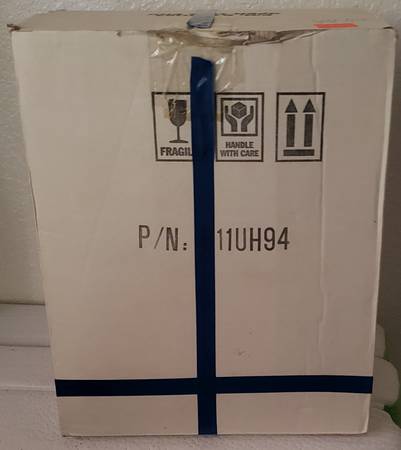 FRAGIL
HANDLE
WITH CARE
P/N: 11UH94